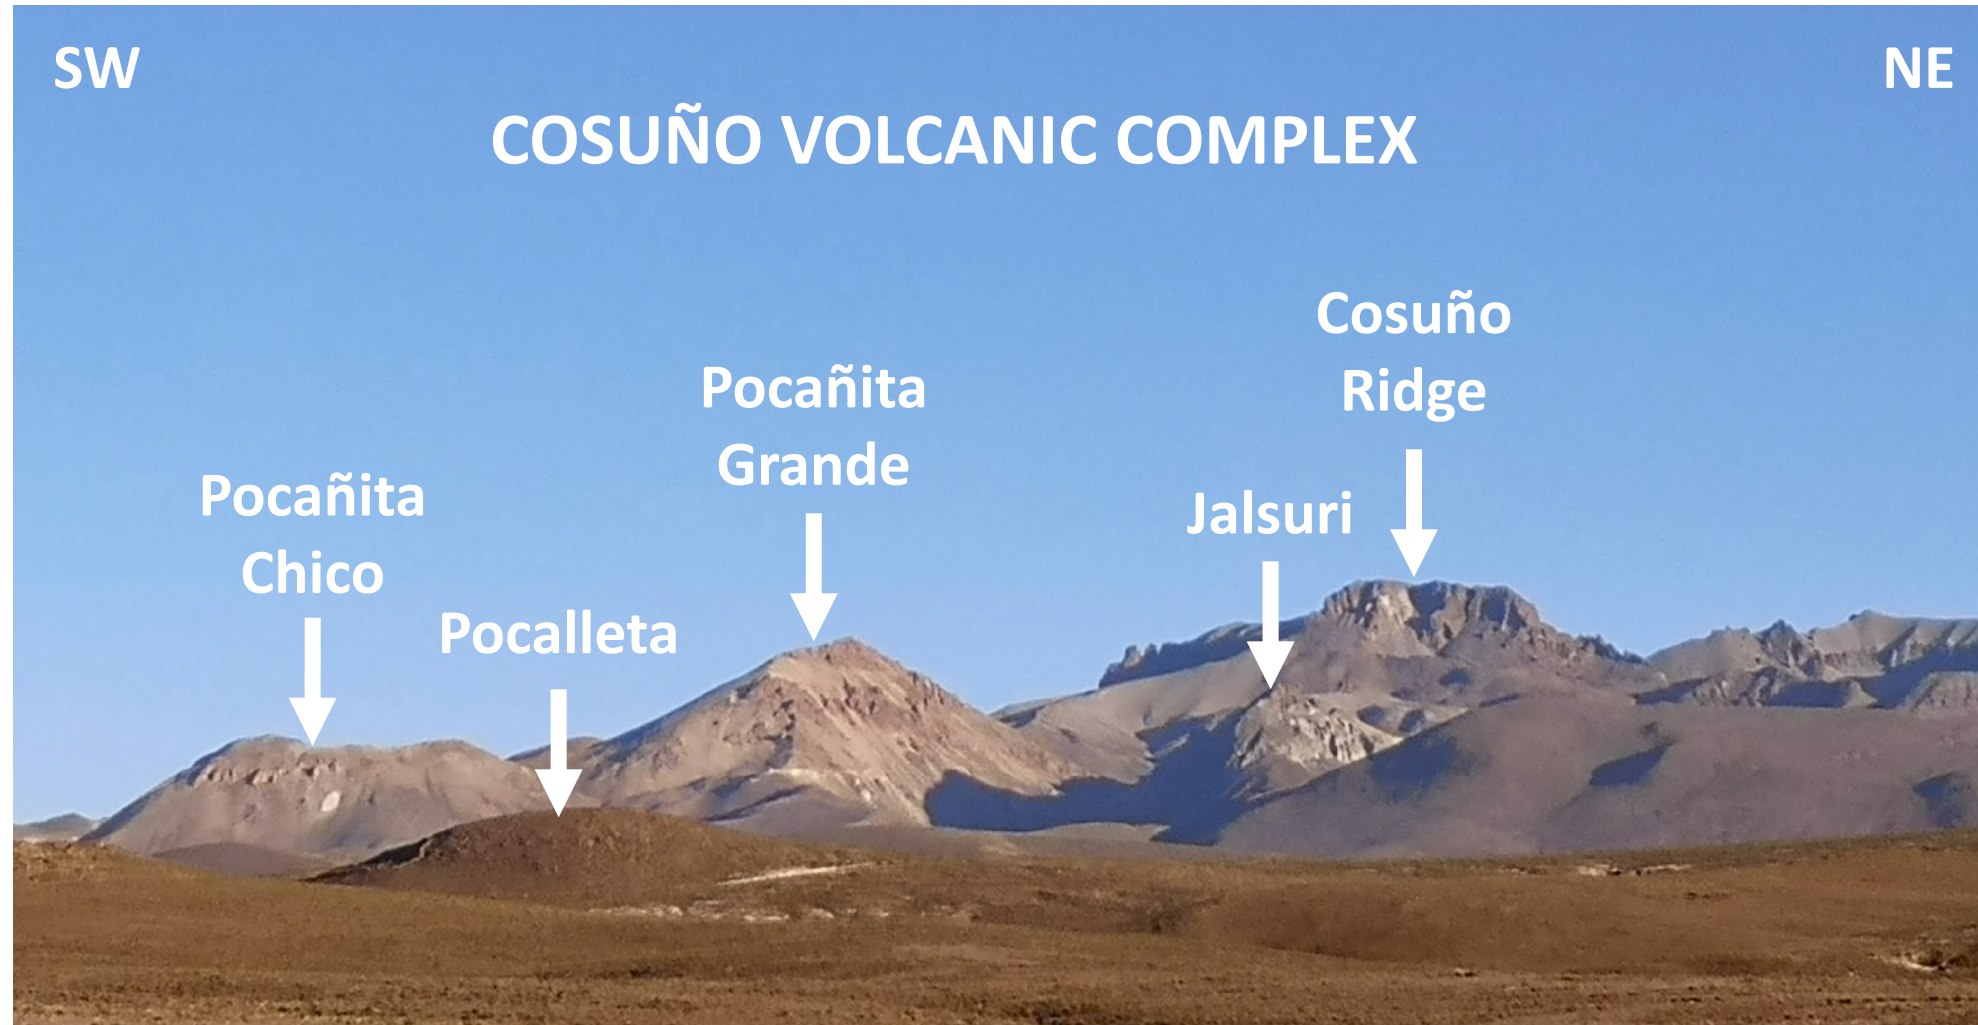 SW
NE
COSUÑO VOLCANIC COMPLEX
Cosuño
Ridge
Pocañita
Grande
Jalsuri
Pocañita
Chico
Pocalleta